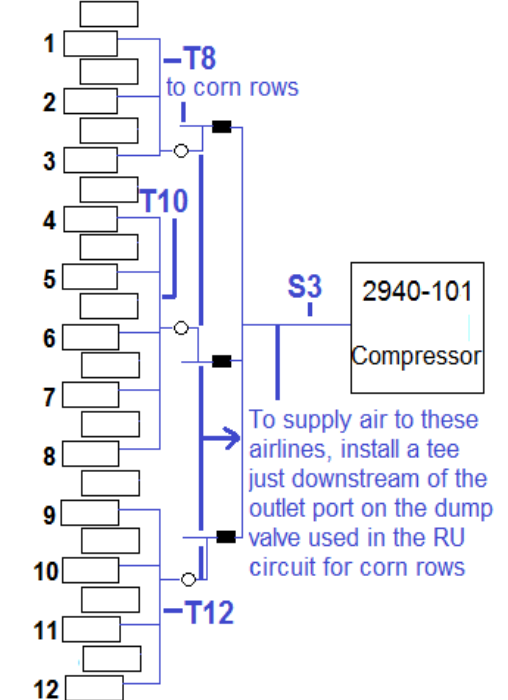 1
T8
to corn rows
2
3
T10
4
5
S3
2940-101
6
Compressor
7
To supply air to these
8
airlines, install a tee
just downstream of the
9
outlet port on the dump
valve used in the RU
10
circuit for corn rows
T12
11
12